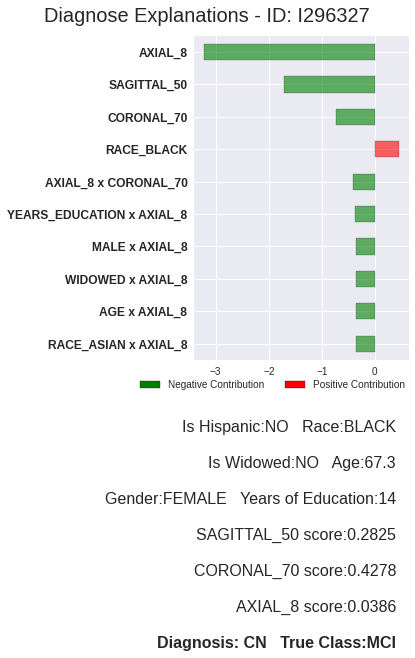 Diagnose Explanations - ID: I296327
AXIAL_8
SAGITTAL_50
CORONAL_70
RACE_BLACK
AXIAL_8 x CORONAL_70
YEARS_EDUCATION x AXIAL_8
MALE x AXIAL_8
WIDOWED x AXIAL_8
AGE x AXIAL_8
RACE_ASIAN x AXIAL_8
−3 −2 −1 0
Negative Contribution Positive Contribution
Is Hispanic:NO Race:BLACK
Is Widowed:NO Age:67.3
Gender:FEMALE Years of Education:14
SAGITTAL_50 score:0.2825
CORONAL_70 score:0.4278
AXIAL_8 score:0.0386
Diagnosis: CN True Class:MCI